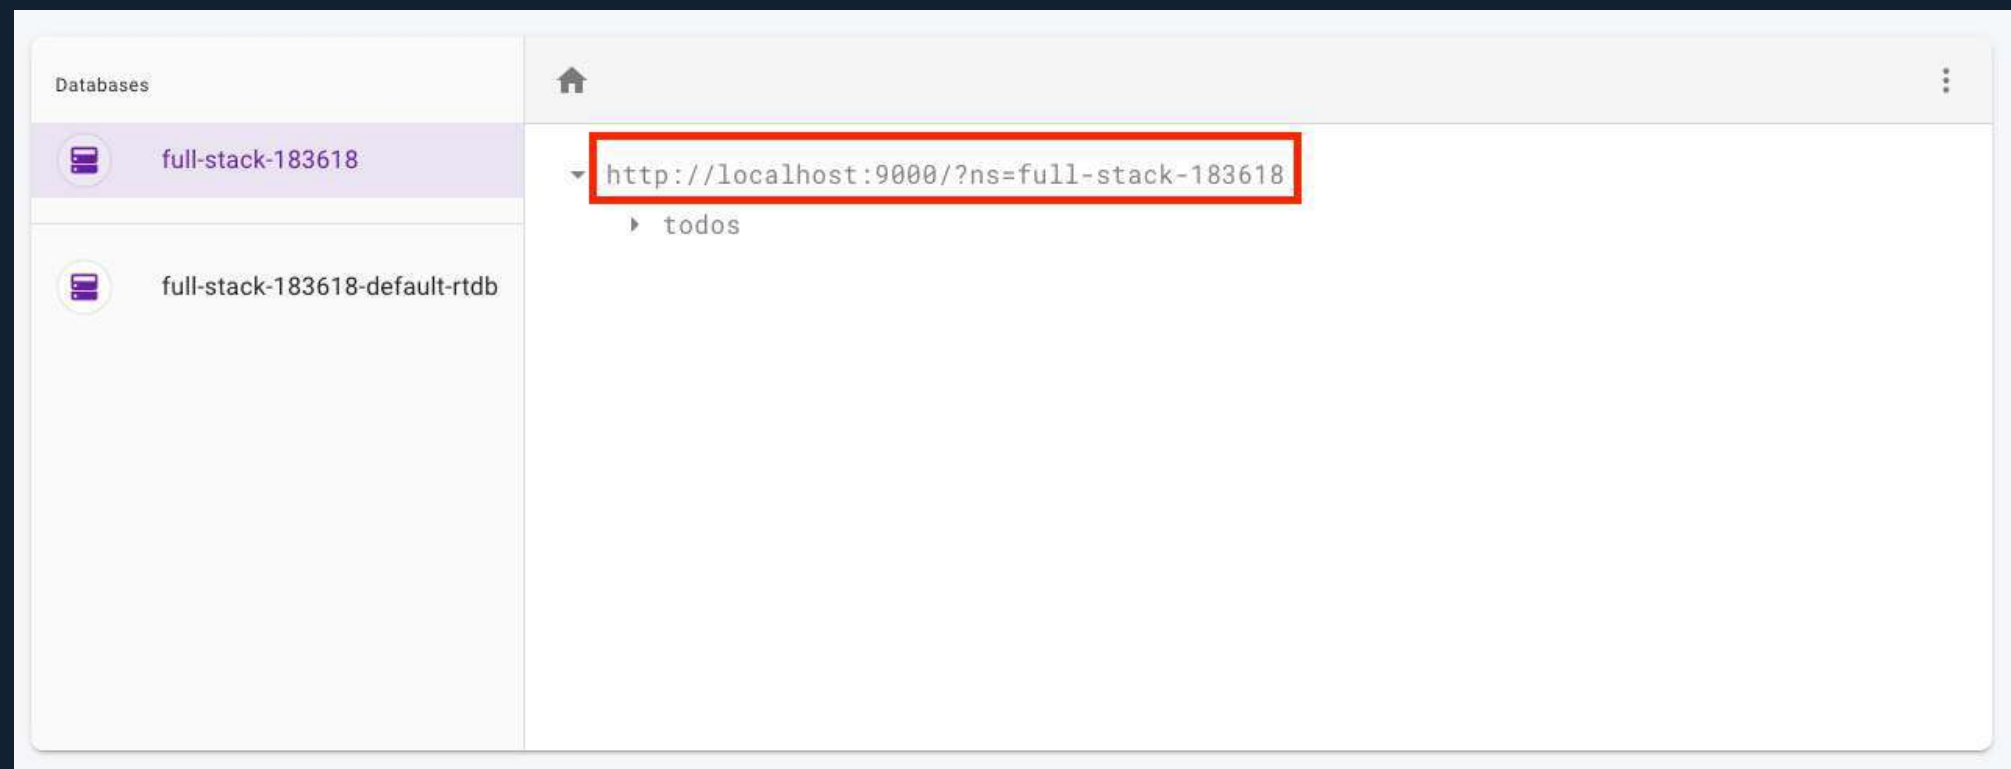 Databases
full-stack-183618
full-stack-183618-default-rtdb
http://localhost:9000/?ns=full-stack-183618
todos